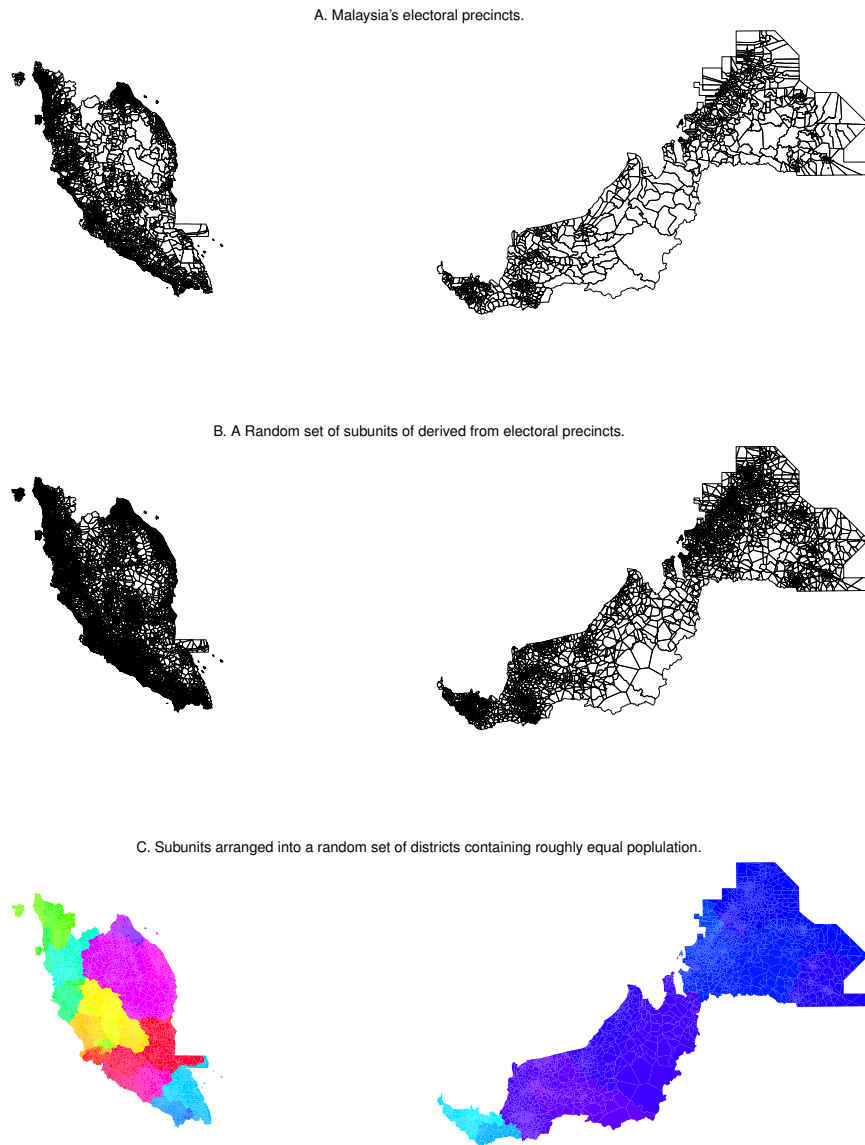 A. Malaysia's electoral precincts.
B. A Random set of subunits of derived from electoral precincts.
C. Subunits arranged into a random set of districts containing roughly equal poplulation.